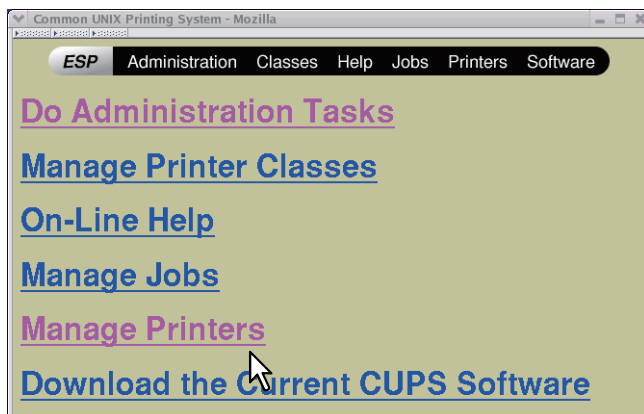 Common UNIX Printing System - Mozilla
ESP Administration Classes Help Jobs Printers Software
Do Administration Tasks
Manage Printer Classes
On-Line Help
Manage Jobs
Manage Printers
Download the Current CUPS Software